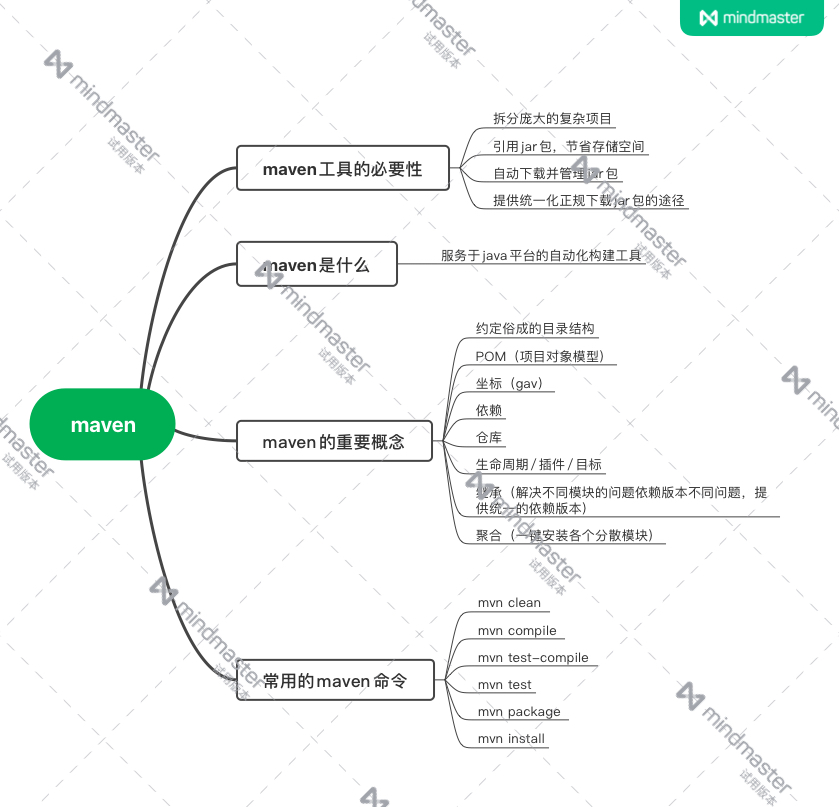 mindmaster
maven工具的必要性
拆分庞大的复杂项目
引用jar包，节省存储空间
自动下载并管理jar包
提供统一化正规下载jar包的途径
maven是什么
服务于java平台的自动化构建工具
maven
maven的重要概念
约定俗成的目录结构
POM（项目对象模型）
坐标（gav）
依赖
仓库
生命周期/插件/目标
继承（解决不同模块的问题依赖版本不同问题，提
供统一的依赖版本）
聚合（一键安装各个分散模块）
常用的maven命令
mvn clean
mvn compile
mvn test-compile
mvn test
mvn package
mvn install
mindmaster
试用版本
mindmaster
试用版本
mindmaster
试用版本
mindmaster
试用版本
mindmaster
试用版本
mindmaster
试用版本
mindmaster
试用版本
mindmaster
试用版本